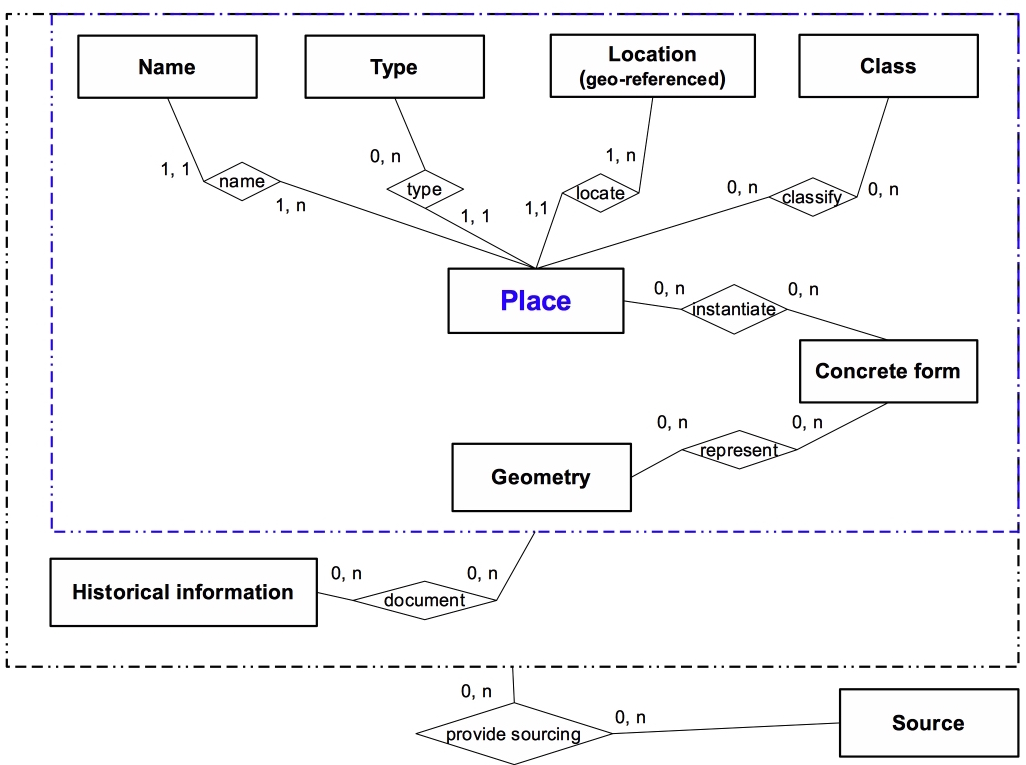 Name
Type
Location
(geo-referenced)
Class
1, 1
name
1, n
0, n
type
1, 1
1, n
locate
1,1
0, n
classify
0, n
Place
0, n
instantiate
0, n
Concrete form
0, n
represent
0, n
Geometry
Historical information
0, n
document
0, n
0, n
provide sourcing
0, n
Source